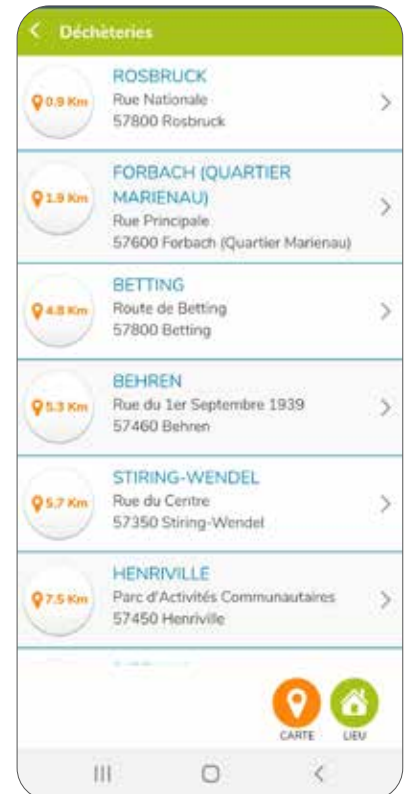 Déchèteries
ROSBRUCK
0.9 Km
Rue Nationale
57800 Rosbruck
FORBACH (QUARTIER
MARIENAU)
1.9 Km
Rue Principale
57600 Forbach (Quartier Marienau)
BETTING
4.8 Km
Route de Betting
57800 Betting
BEHREN
5.3 Km
Rue du 1er Septembre 1939
57460 Behren
STIRING-WENDEL
5.7 Km
Rue du Centre
57350 Stiring-Wendel
HENRIVILLE
7.5 Km
Parc d'Activités Communautaires
57450 Henriville
CARTE
LIEU